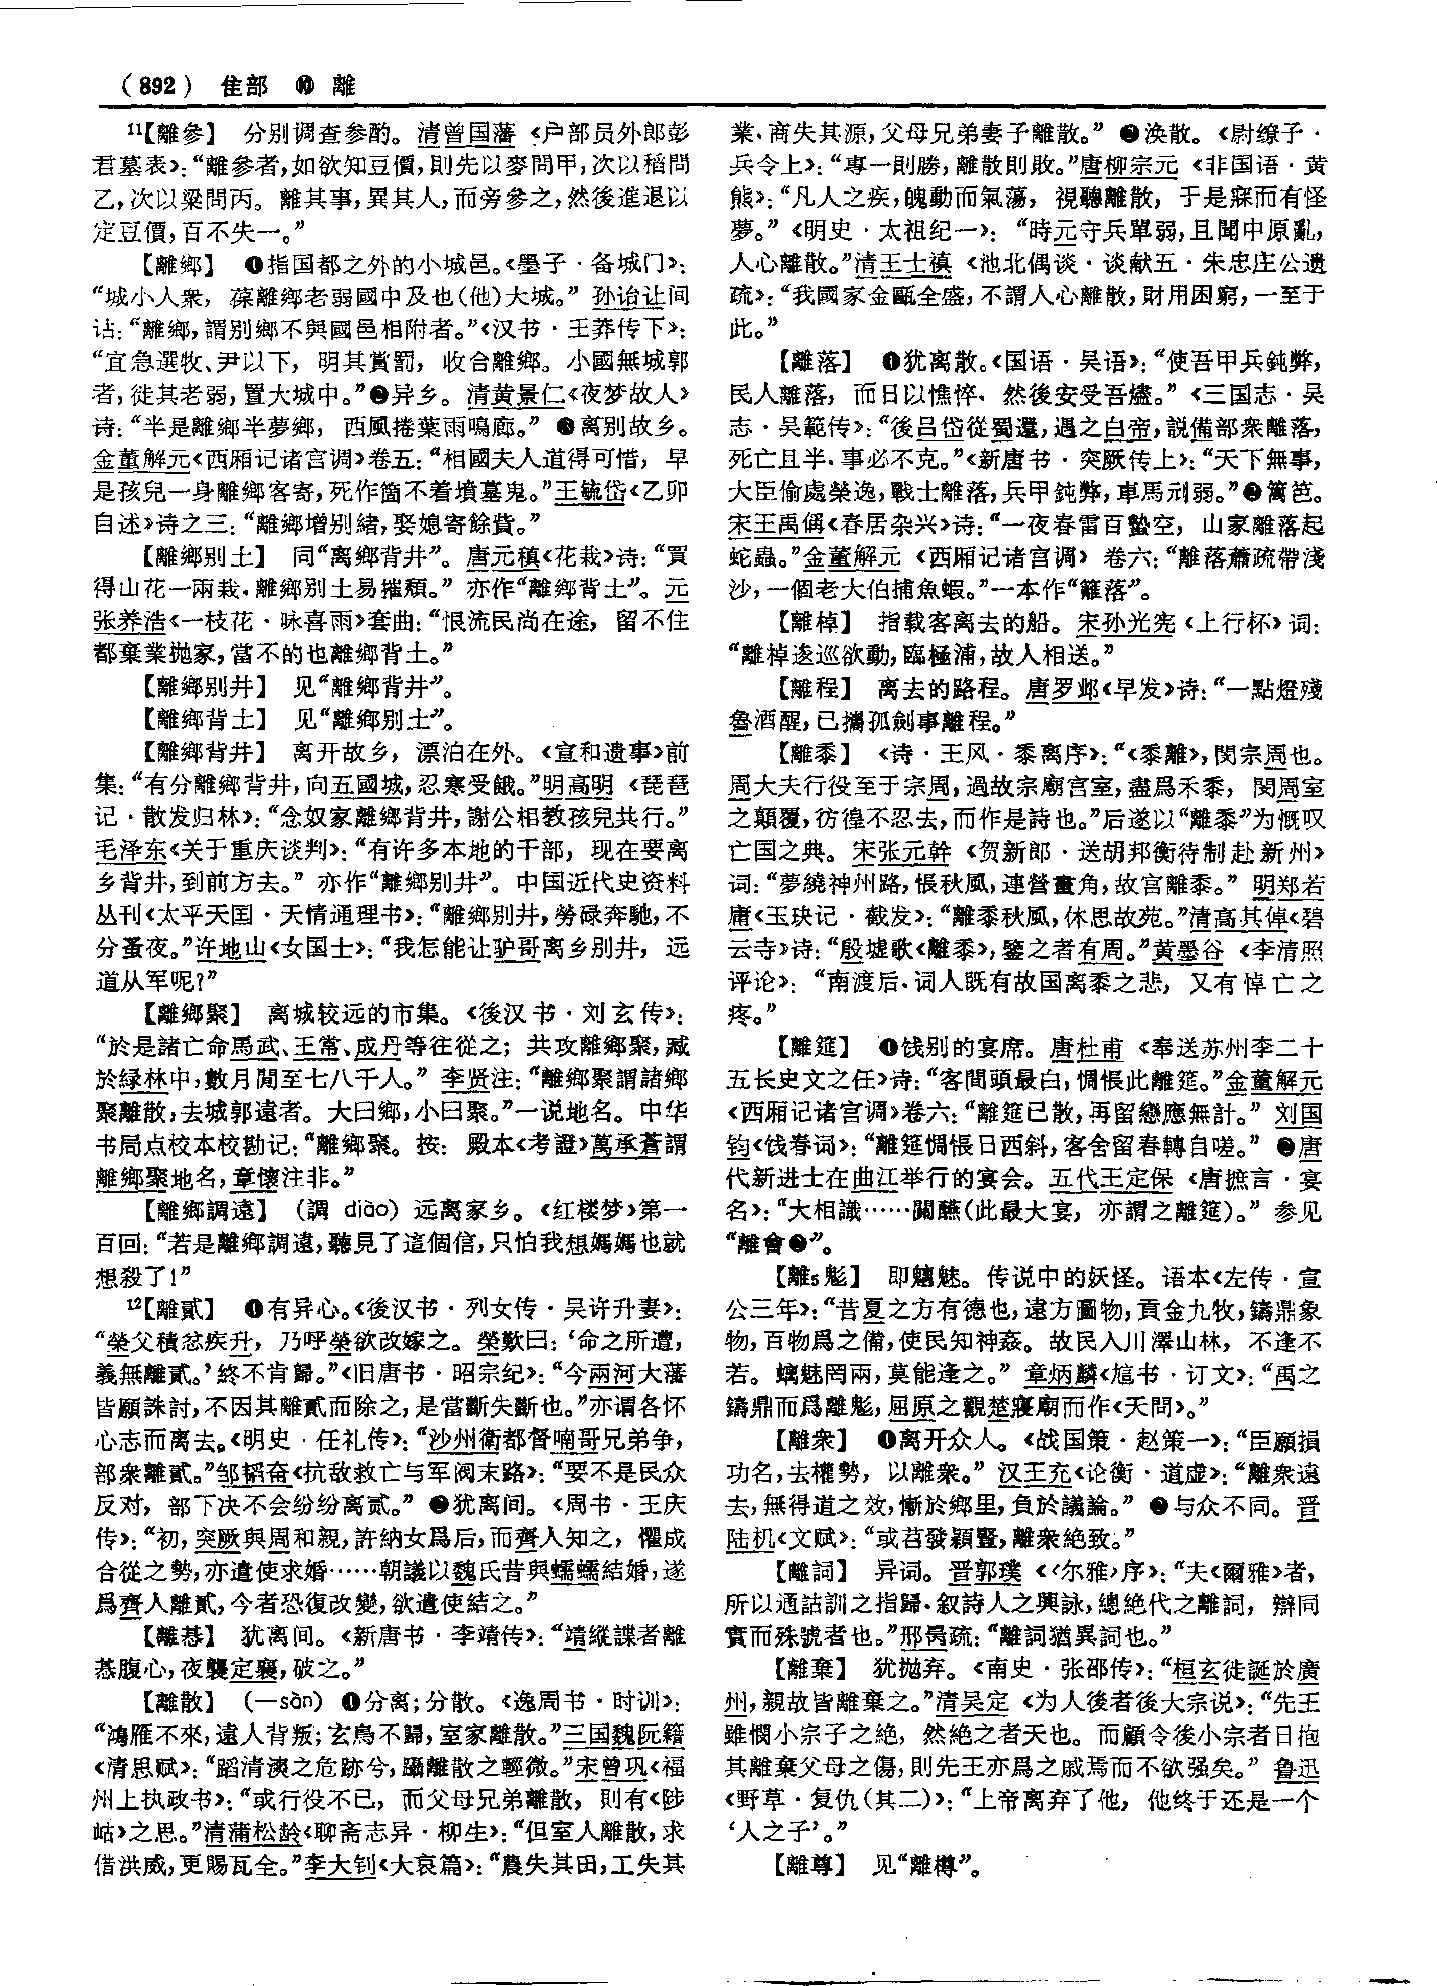 (892) 隹部 ⑩ 離
11【離參】 分别调查参酌。清曾国藩《户部员外郎彭
君墓表》：“離參者，如欲知豆價，則先以麥問甲，次以稻問
乙，次以粱問丙。離其事，異其人，而旁參之，然後進退以
定豆價，百不失一。”
【離鄉】 ❶指国都之外的小城邑。《墨子·备城门》：
“城小人衆，葆離鄉老弱國中及也(他)大城。” 孙诒让间
诂：“離鄉，謂别鄉不與國邑相附者。”《汉书·王莽传下》：
“宜急選牧、尹以下，明其賞罰，收合離鄉。小國無城郭
者，徙其老弱，置大城中。”❷异乡。清黄景仁《夜梦故人》
诗：“半是離鄉半夢鄉，西風捲葉雨鳴廊。” ❸离别故乡。
金董解元《西厢记诸宫调》卷五：“相國夫人道得可惜，早
是孩兒一身離鄉客寄，死作箇不着墳墓鬼。”王毓岱《乙卯
自述》诗之三：“離鄉增别緒，娶媳寄餘貲。”
【離鄉别土】 同“离鄉背井”。唐元稹《花栽》诗：“買
得山花一兩栽，離鄉别土易摧頹。” 亦作“離鄉背土”。元
张养浩《一枝花·咏喜雨》套曲：“恨流民尚在途，留不住
都棄業抛家，當不的也離鄉背土。”
【離鄉别井】 见“離鄉背井”。
【離鄉背土】 见“離鄉别土”。
【離鄉背井】 离开故乡，漂泊在外。《宣和遗事》前
集：“有分離鄉背井，向五國城，忍寒受餓。”明高明《琵琶
记·散发归林》：“念奴家離鄉背井，謝公相教孩兒共行。”
毛泽东《关于重庆谈判》：“有许多本地的干部，现在要离
乡背井，到前方去。” 亦作“離鄉别井”。中国近代史资料
丛刊《太平天国·天情通理书》：“離鄉别井，勞碌奔馳，不
分蚤夜。”许地山《女国士》：“我怎能让驴哥离乡别井，远
道从军呢？”
【離鄉聚】 离城较远的市集。《後汉书·刘玄传》：
“於是諸亡命馬武、王常、成丹等往從之；共攻離鄉聚，臧
於緑林中，數月閒至七八千人。” 李贤注：“離鄉聚謂諸鄉
聚離散，去城郭遠者。大曰鄉，小曰聚。”一说地名。中华
书局点校本校勘记：“離鄉聚。按：殿本《考證》萬承蒼謂
離鄉聚地名，章懷注非。”
【離鄉調遠】 (調 diào) 远离家乡。《红楼梦》第一
百回：“若是離鄉調遠，聽見了這個信，只怕我想媽媽也就
想殺了！”
12【離貳】 ❶有异心。《後汉书·列女传·吴许升妻》：
“榮父積忿疾升，乃呼榮欲改嫁之。榮歎曰：‘命之所遭，
義無離貳。’終不肯歸。”《旧唐书·昭宗纪》：“今兩河大藩
皆願誅討，不因其離貳而除之，是當斷失斷也。”亦谓各怀
心志而离去。《明史·任礼传》：“沙州衛都督喃哥兄弟争，
部衆離貳。”邹韬奋《抗敌救亡与军阀末路》：“要不是民众
反对，部下决不会纷纷离贰。” ❷犹离间。《周书·王庆
传》：“初，突厥與周和親，許納女爲后，而齊人知之，懼成
合從之勢，亦遣使求婚……朝議以魏氏昔與蠕蠕結婚，遂
爲齊人離貳，今者恐復改變，欲遣使結之。”
【離惎】 犹离间。《新唐书·李靖传》：“靖縱諜者離
惎腹心，夜襲定襄，破之。”
【離散】 (—sàn) ❶分离；分散。《逸周书·时训》：
“鴻雁不來，遠人背叛；玄鳥不歸，室家離散。”三国魏阮籍
《清思赋》：“蹈清漪之危跡兮，躡離散之輕微。”宋曾巩《福
州上执政书》：“或行役不已，而父母兄弟離散，則有《陟
岵》之思。”清蒲松龄《聊斋志异·柳生》：“但室人離散，求
借洪威，更賜瓦全。”李大钊《大哀篇》：“農失其田，工失其
業，商失其源，父母兄弟妻子離散。” ❷涣散。《尉缭子·
兵令上》：“專一則勝，離散則敗。”唐柳宗元《非国语·黄
熊》：“凡人之疾，魄動而氣蕩，視聽離散，于是寐而有怪
夢。”《明史·太祖纪一》：“時元守兵單弱，且聞中原亂，
人心離散。”清王士禛《池北偶谈·谈献五·朱忠庄公遗
疏》：“我國家金甌全盛，不謂人心離散，財用困窮，一至于
此。”
【離落】 ❶犹离散。《国语·吴语》：“使吾甲兵鈍弊，
民人離落，而日以憔悴，然後安受吾燼。”《三国志·吴
志·吴範传》：“後吕岱從蜀還，遇之白帝，説備部衆離落，
死亡且半，事必不克。”《新唐书·突厥传上》：“天下無事，
大臣偷處榮逸，戰士離落，兵甲鈍弊，車馬刓弱。”❷篱笆。
宋王禹偁《春居杂兴》诗：“一夜春雷百蟄空，山家離落起
蛇蟲。”金董解元《西厢记诸宫调》卷六：“離落蕭疏帶淺
沙，一個老大伯捕魚蝦。”一本作“籬落”。
【離棹】 指载客离去的船。宋孙光宪《上行杯》词：
“離棹逡巡欲動，臨極浦，故人相送。”
【離程】 离去的路程。唐罗邺《早发》诗：“一點燈殘
魯酒醒，已攜孤劍事離程。”
【離黍】 《诗·王风·黍离序》：“《黍離》，閔宗周也。
周大夫行役至于宗周，過故宗廟宫室，盡爲禾黍，閔周室
之顛覆，彷徨不忍去，而作是詩也。”后遂以“離黍”为慨叹
亡国之典。宋张元幹《贺新郎·送胡邦衡待制赴新州》
词：“夢繞神州路，悵秋風，連營畫角，故宫離黍。” 明郑若
庸《玉玦记·截发》：“離黍秋風，休思故苑。”清高其倬《碧
云寺》诗：“殷墟歌《離黍》，鑒之者有周。”黄墨谷《李清照
评论》：“南渡后，词人既有故国离黍之悲，又有悼亡之
疼。”
【離筵】 ❶饯别的宴席。唐杜甫《奉送苏州李二十
五长史文之任》诗：“客間頭最白，惆悵此離筵。”金董解元
《西厢记诸宫调》卷六：“離筵已散，再留戀應無計。” 刘国
钧《饯春词》：“離筵惆悵日西斜，客舍留春轉自嗟。” ❷唐
代新进士在曲江举行的宴会。五代王定保《唐摭言·宴
名》：“大相識……關醼(此最大宴，亦謂之離筵)。” 参见
“離會❷”。
【離5鬽】 即魑魅。传说中的妖怪。语本《左传·宣
公三年》：“昔夏之方有德也，遠方圖物，貢金九牧，鑄鼎象
物，百物爲之備，使民知神姦。故民入川澤山林，不逢不
若。螭魅罔兩，莫能逢之。” 章炳麟《訄书·订文》：“禹之
鑄鼎而爲離鬽，屈原之觀楚寢廟而作《天問》。”
【離衆】 ❶离开众人。《战国策·赵策一》：“臣願損
功名，去權勢，以離衆。” 汉王充《论衡·道虚》：“離衆遠
去，無得道之效，慚於鄉里，負於議論。” ❷与众不同。晋
陆机《文赋》：“或苕發穎豎，離衆絶致。”
【離詞】 异词。晋郭璞《〈尔雅〉序》：“夫《爾雅》者，
所以通詁訓之指歸，叙詩人之興詠，總絶代之離詞，辯同
實而殊號者也。”邢昺疏：“離詞猶異詞也。”
【離棄】 犹抛弃。《南史·张邵传》：“桓玄徙誕於廣
州，親故皆離棄之。”清吴定《为人後者後大宗说》：“先王
雖憫小宗子之絶，然絶之者天也。而顧令後小宗者日抱
其離棄父母之傷，則先王亦爲之戚焉而不欲强矣。” 鲁迅
《野草·复仇(其二)》：“上帝离弃了他，他终于还是一个
‘人之子’。”
【離尊】 见“離樽”。